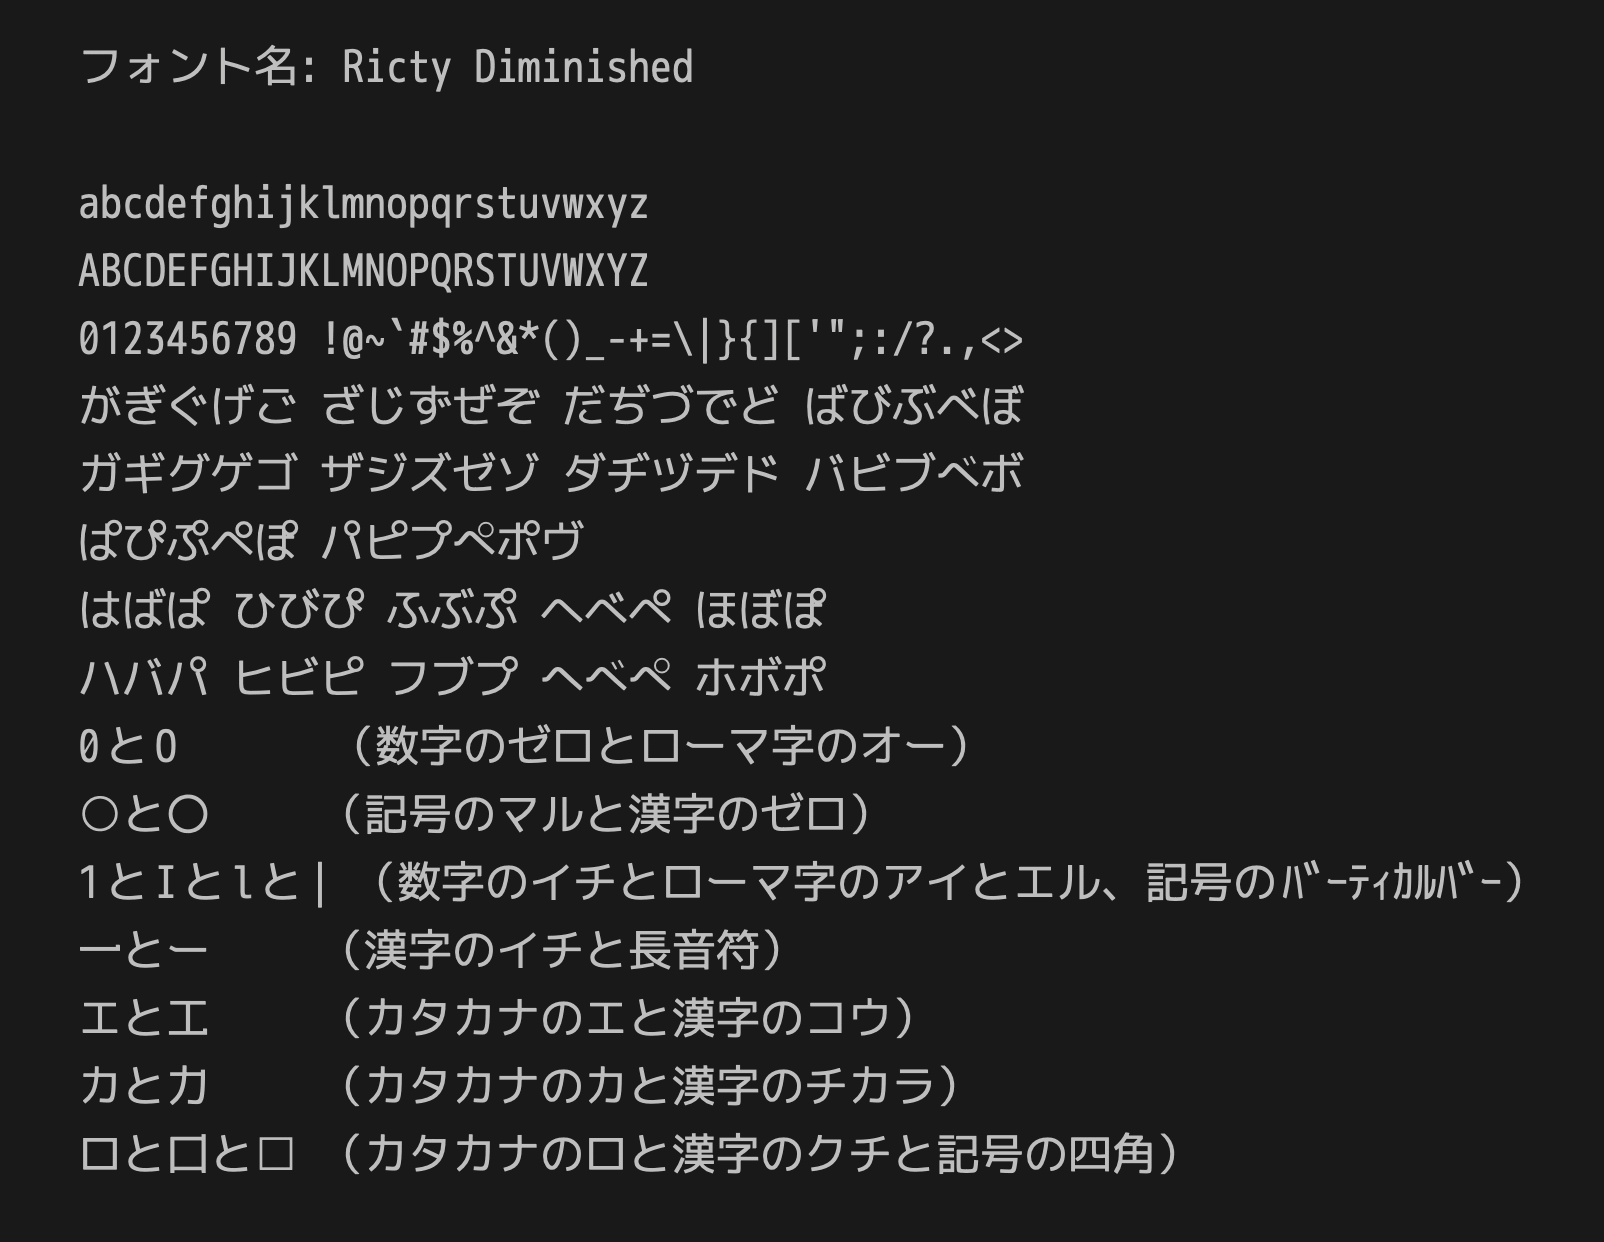 フォント名: Ricty Diminished
abcdefghijklmnopqrstuvwxyz
ABCDEFGHIJKLMNOPQRSTUVWXYZ
0123456789 !@~`#$%^&*()_-+=\|}{]['";:/?.,<>
がぎぐげご ざじずぜぞ だぢづでど ばびぶべぼ
ガギグゲゴ ザジズゼゾ ダヂヅデド バビブベボ
ぱぴぷぺぽ パピプペポヴ
はばぱ ひびぴ ふぶぷ へべぺ ほぼぽ
ハバパ ヒビピ フブプ ヘベペ ホボポ
0とO （数字のゼロとローマ字のオー）
○と〇 （記号のマルと漢字のゼロ）
1とIとlと| （数字のイチとローマ字のアイとエル、記号のﾊﾞｰﾃｨｶﾙﾊﾞｰ）
一とー （漢字のイチと長音符）
エと工 （カタカナのエと漢字のコウ）
カと力 （カタカナのカと漢字のチカラ）
ロと口と□ （カタカナのロと漢字のクチと記号の四角）